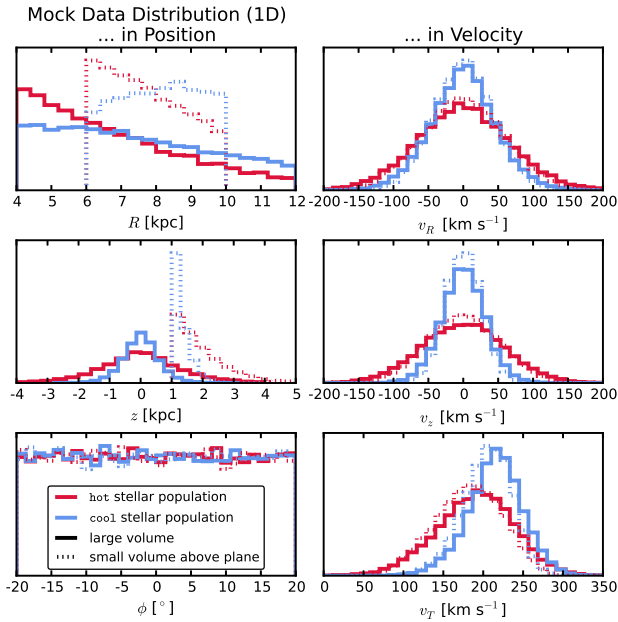 Mock Data Distribution (1D)
... in Position
... in Velocity
4 5 6 7 8 9 10 11 12
R [kpc]
-200 -150 -100 -50 0 50 100 150 200
v_R [km s⁻¹]
-4 -3 -2 -1 0 1 2 3 4 5
z [kpc]
-200 -150 -100 -50 0 50 100 150 200
v_z [km s⁻¹]
hot stellar population
cool stellar population
large volume
small volume above plane
-20 -15 -10 -5 0 5 10 15 20
ϕ [°]
0 50 100 150 200 250 300 350
v_T [km s⁻¹]